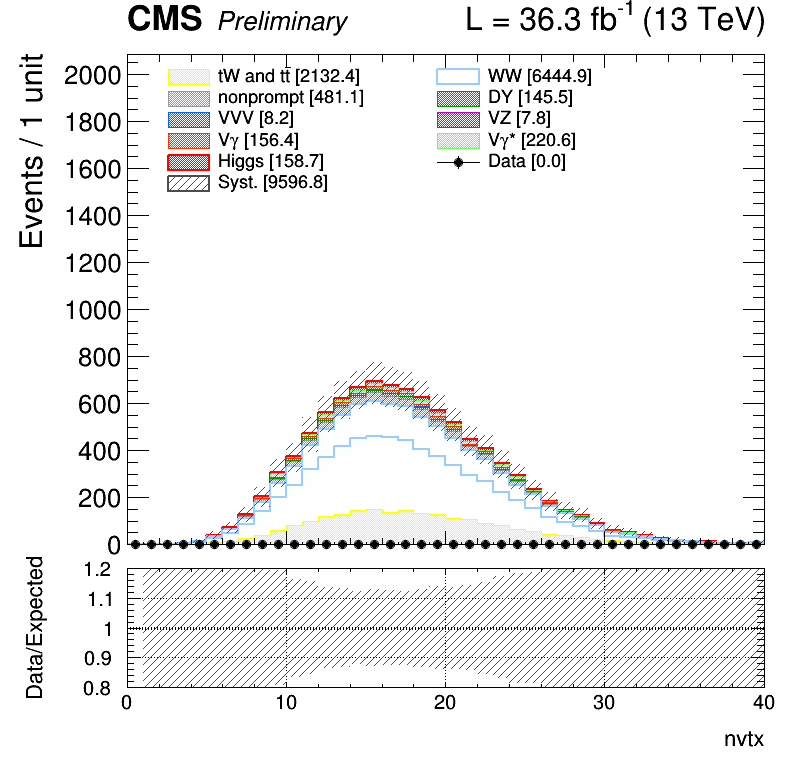 CMS Preliminary L = 36.3 fb⁻¹ (13 TeV)
Events / 1 unit
2000
1800
1600
1400
1200
1000
800
600
400
200
0
tW and tt̄ [2132.4]
nonprompt [481.1]
VVV [8.2]
Vγ [156.4]
Higgs [158.7]
Syst. [9596.8]
WW [6444.9]
DY [145.5]
VZ [7.8]
Vγ* [220.6]
Data [0.0]
Data/Expected
1.2
1.1
1
0.9
0.8
0 10 20 30 40
nvtx